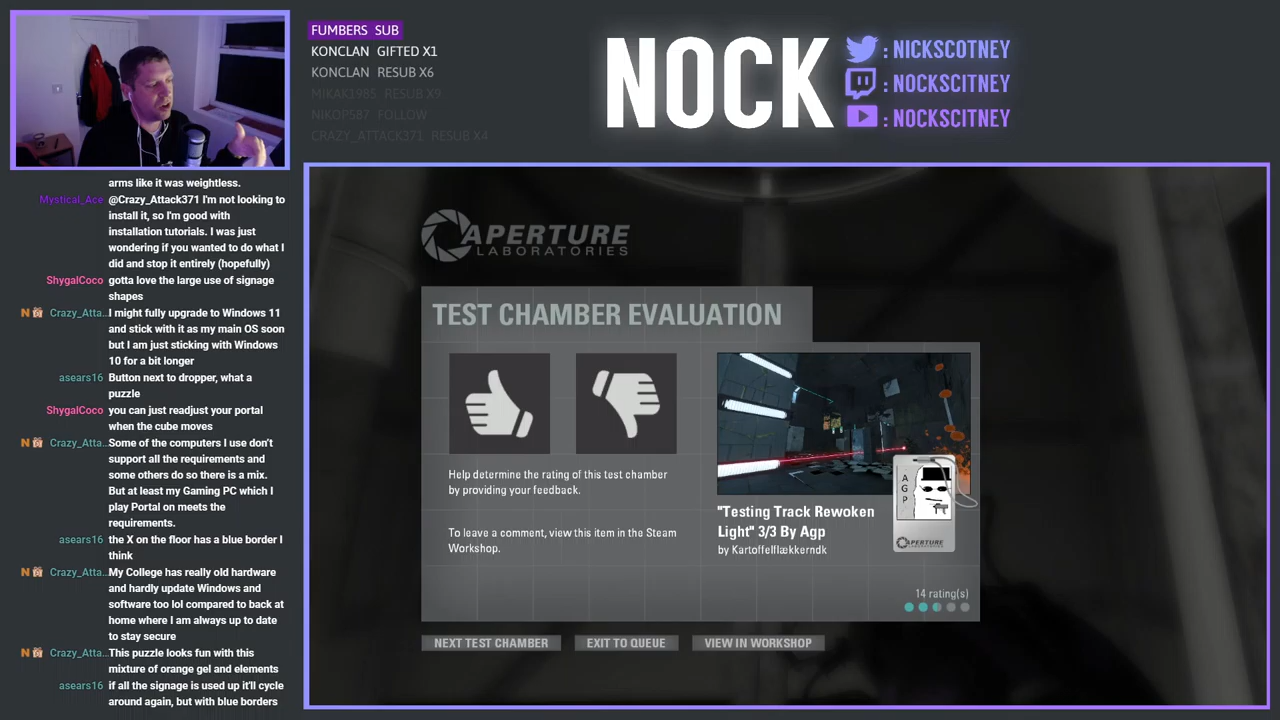 FUMBERS SUB
KONCLAN GIFTED X1
KONCLAN RESUB X6
MIKAK1985 RESUB X9
NIKOP587 FOLLOW
CRAZY_ATTACK371 RESUB X4
NOCK
: NICKSCOTNEY
: NOCKSCITNEY
: NOCKSCITNEY
arms like it was weightless.
Mystical_Ace @Crazy_Attack371 I'm not looking to
install it, so I'm good with
installation tutorials. I was just
wondering if you wanted to do what I
did and stop it entirely (hopefully)
ShygalCoco gotta love the large use of signage
shapes
N Crazy_Atta... I might fully upgrade to Windows 11
and stick with it as my main OS soon
but I am just sticking with Windows
10 for a bit longer
asears16 Button next to dropper, what a
puzzle
ShygalCoco you can just readjust your portal
when the cube moves
N Crazy_Atta... Some of the computers I use don't
support all the requirements and
some others do so there is a mix.
But at least my Gaming PC which I
play Portal on meets the
requirements.
asears16 the X on the floor has a blue border I
think
N Crazy_Atta... My College has really old hardware
and hardly update Windows and
software too lol compared to back at
home where I am always up to date
to stay secure
N Crazy_Atta... This puzzle looks fun with this
mixture of orange gel and elements
asears16 if all the signage is used up it'll cycle
around again, but with blue borders
APERTURE
LABORATORIES
TEST CHAMBER EVALUATION
Help determine the rating of this test chamber
by providing your feedback.
To leave a comment, view this item in the Steam
Workshop.
AGP
APERTURE
"Testing Track Rewoken
Light" 3/3 By Agp
by Kartoffelflækkerndk
14 rating(s)
NEXT TEST CHAMBER
EXIT TO QUEUE
VIEW IN WORKSHOP